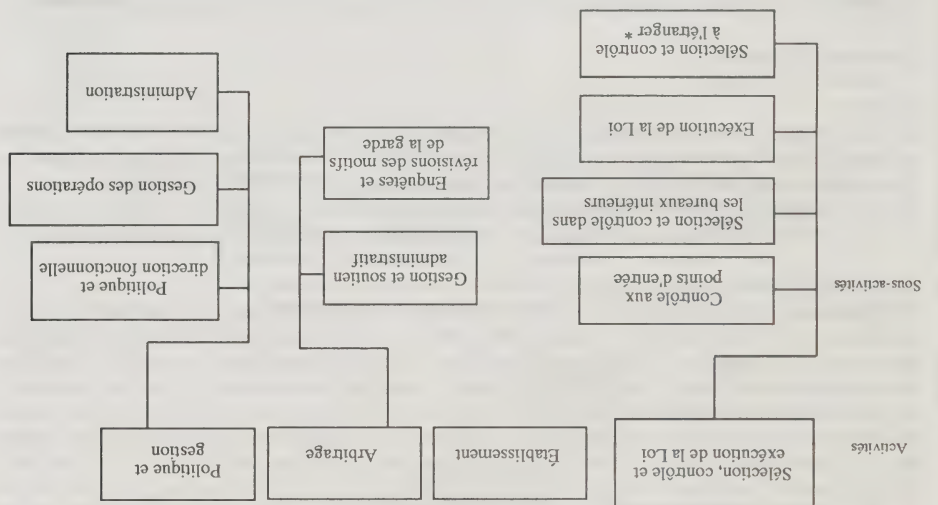 Activités
Sélection, contrôle et
exécution de la Loi
Établissement
Arbitrage
Politique et
gestion
Sous-activités
Contrôle aux
points d'entrée
Sélection et contrôle dans
les bureaux intérieurs
Exécution de la Loi
Sélection et contrôle
à l'étranger *
Gestion et soutien
administratif
Enquêtes et
révisions des motifs
de la garde
Politique et
direction fonctionnelle
Gestion des opérations
Administration